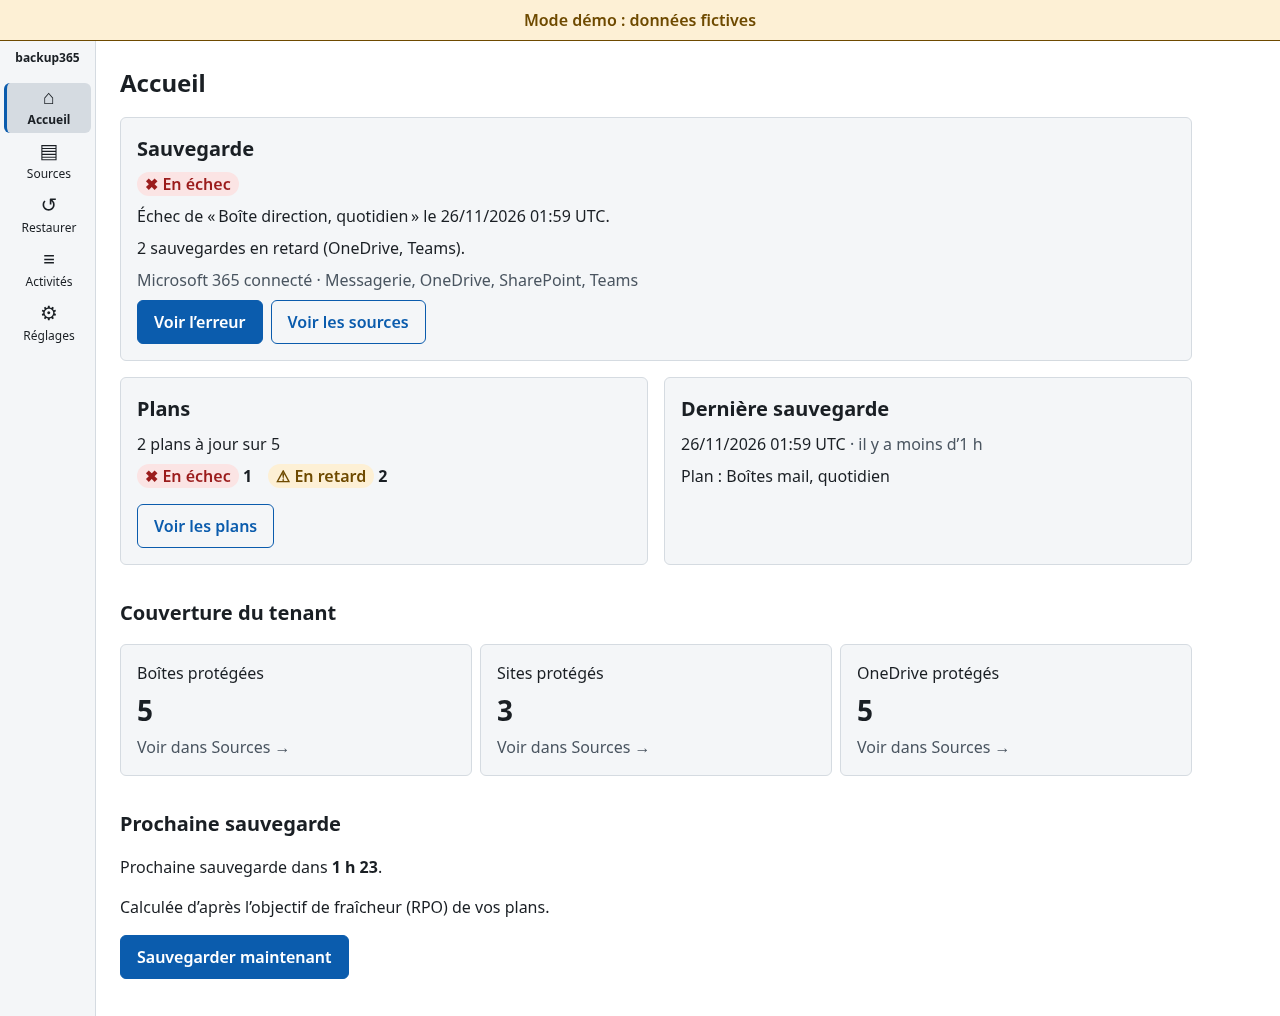 Mode démo : données fictives
backup365
Accueil
Sources
Restaurer
Activités
Réglages
Accueil
Sauvegarde
✖ En échec
Échec de « Boîte direction, quotidien » le 26/11/2026 01:59 UTC.
2 sauvegardes en retard (OneDrive, Teams).
Microsoft 365 connecté · Messagerie, OneDrive, SharePoint, Teams
Voir l’erreur
Voir les sources
Plans
2 plans à jour sur 5
✖ En échec 1 ⚠ En retard 2
Voir les plans
Dernière sauvegarde
26/11/2026 01:59 UTC · il y a moins d’1 h
Plan : Boîtes mail, quotidien
Couverture du tenant
Boîtes protégées
5
Voir dans Sources →
Sites protégés
3
Voir dans Sources →
OneDrive protégés
5
Voir dans Sources →
Prochaine sauvegarde
Prochaine sauvegarde dans 1 h 23.
Calculée d’après l’objectif de fraîcheur (RPO) de vos plans.
Sauvegarder maintenant